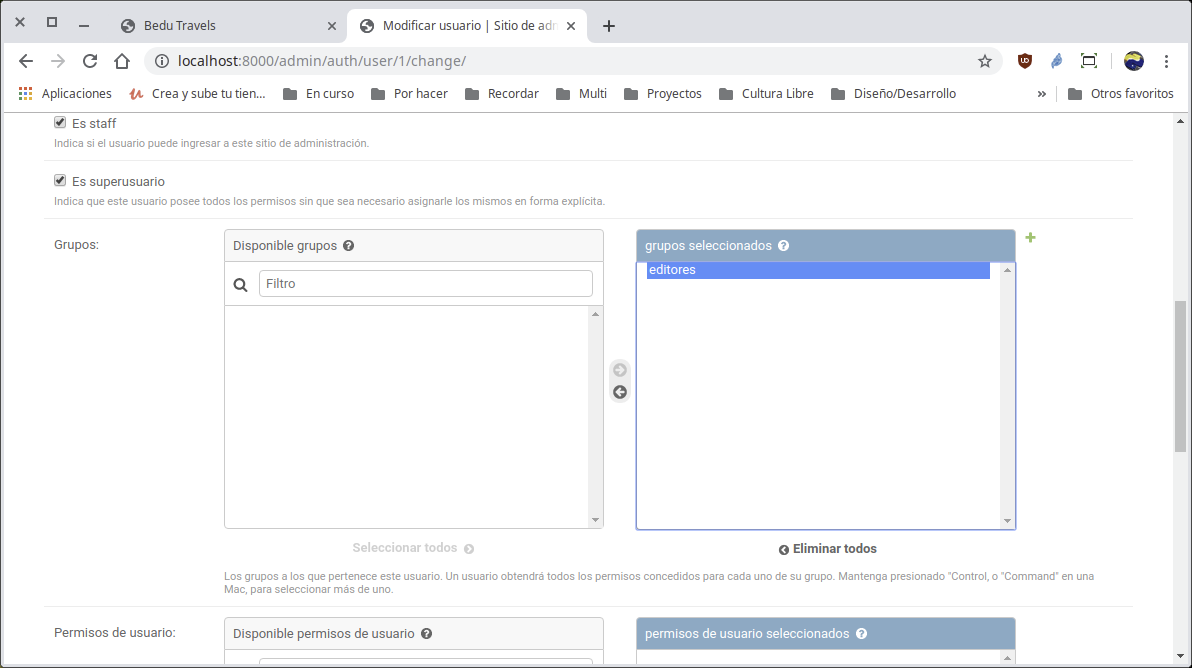 Bedu Travels
Modificar usuario | Sitio de adm
localhost:8000/admin/auth/user/1/change/
Aplicaciones
Crea y sube tu tien...
En curso
Por hacer
Recordar
Multi
Proyectos
Cultura Libre
Diseño/Desarrollo
»
Otros favoritos
Es staff
Indica si el usuario puede ingresar a este sitio de administración.
Es superusuario
Indica que este usuario posee todos los permisos sin que sea necesario asignarle los mismos en forma explícita.
Grupos:
Disponible grupos ?
Filtro
grupos seleccionados ?
editores
Seleccionar todos
Eliminar todos
Los grupos a los que pertenece este usuario. Un usuario obtendrá todos los permisos concedidos para cada uno de su grupo. Mantenga presionado "Control, o "Command" en una
Mac, para seleccionar más de uno.
Permisos de usuario:
Disponible permisos de usuario ?
permisos de usuario seleccionados ?